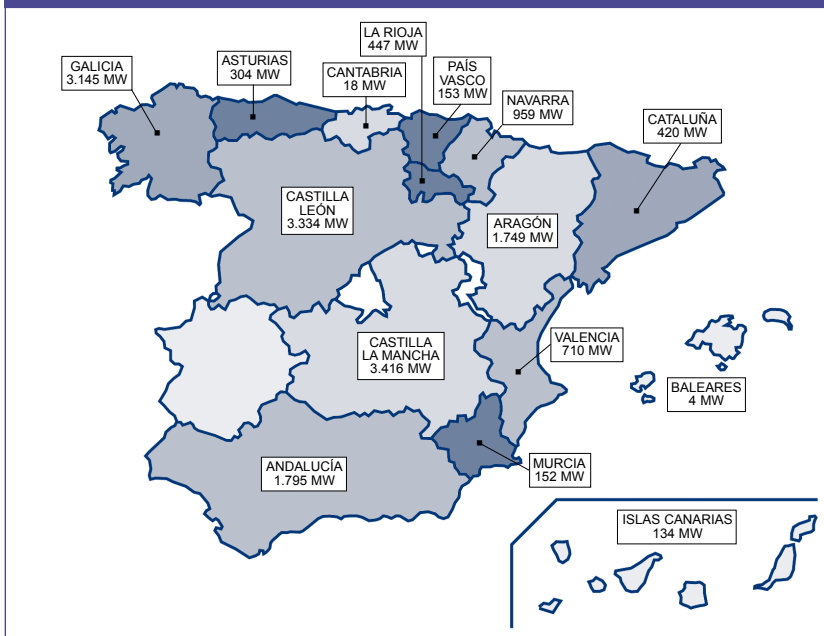 LA RIOJA
447 MW
GALICIA
3.145 MW
ASTURIAS
304 MW
CANTABRIA
18 MW
PAÍS
VASCO
153 MW
NAVARRA
959 MW
CATALUÑA
420 MW
CASTILLA
LEÓN
3.334 MW
ARAGÓN
1.749 MW
CASTILLA
LA MANCHA
3.416 MW
VALENCIA
710 MW
BALEARES
4 MW
ANDALUCÍA
1.795 MW
MURCIA
152 MW
ISLAS CANARIAS
134 MW